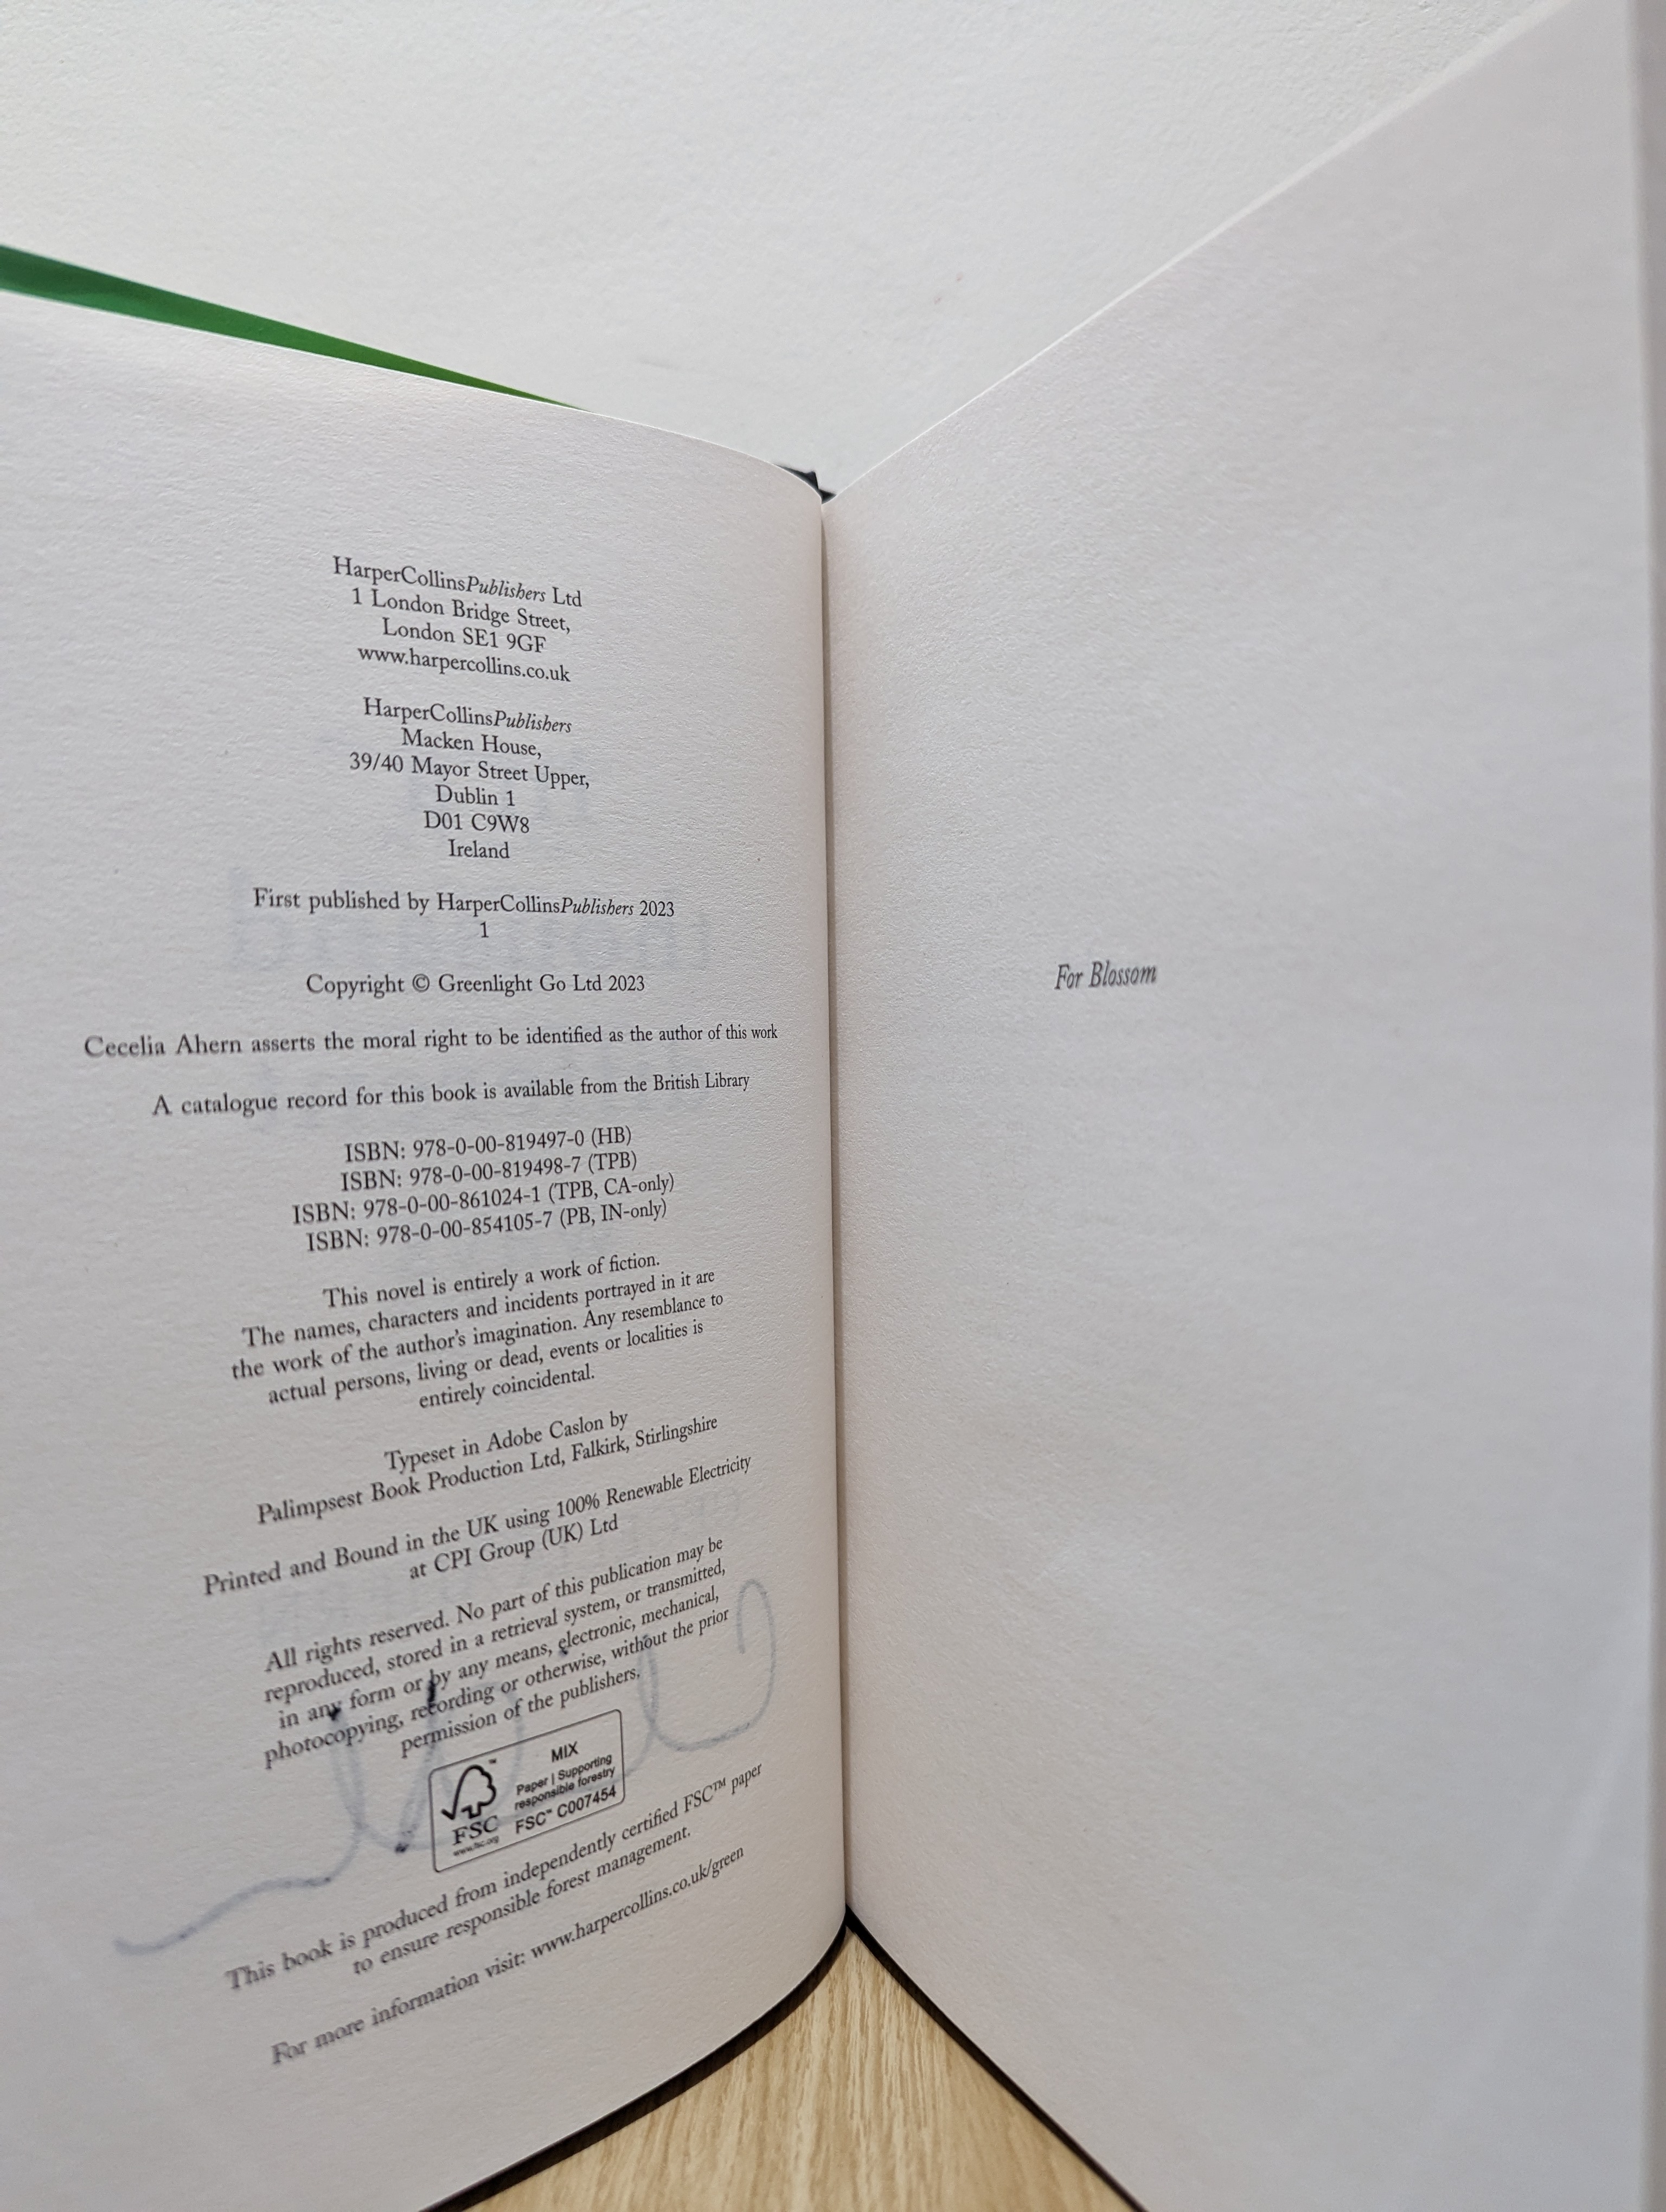 HarperCollinsPublishers Ltd
1 London Bridge Street,
London SE1 9GF
www.harpercollins.co.uk
HarperCollinsPublishers
Macken House,
39/40 Mayor Street Upper,
Dublin 1
D01 C9W8
Ireland
First published by HarperCollinsPublishers 2023
1
Copyright © Greenlight Go Ltd 2023
Cecelia Ahern asserts the moral right to be identified as the author of this work
A catalogue record for this book is available from the British Library
ISBN: 978-0-00-819497-0 (HB)
ISBN: 978-0-00-819498-7 (TPB)
ISBN: 978-0-00-861024-1 (TPB, CA-only)
ISBN: 978-0-00-854105-7 (PB, IN-only)
This novel is entirely a work of fiction.
The names, characters and incidents portrayed in it are
the work of the author's imagination. Any resemblance to
actual persons, living or dead, events or localities is
entirely coincidental.
Typeset in Adobe Caslon by
Palimpsest Book Production Ltd, Falkirk, Stirlingshire
Printed and Bound in the UK using 100% Renewable Electricity
at CPI Group (UK) Ltd
All rights reserved. No part of this publication may be
reproduced, stored in a retrieval system, or transmitted,
in any form or by any means, electronic, mechanical,
photocopying, recording or otherwise, without the prior
permission of the publishers.
MIX
Paper | Supporting
responsible forestry
FSC™ C007454
FSC
www.fsc.org
This book is produced from independently certified FSC™ paper
to ensure responsible forest management.
For more information visit: www.harpercollins.co.uk/green
For Blossom